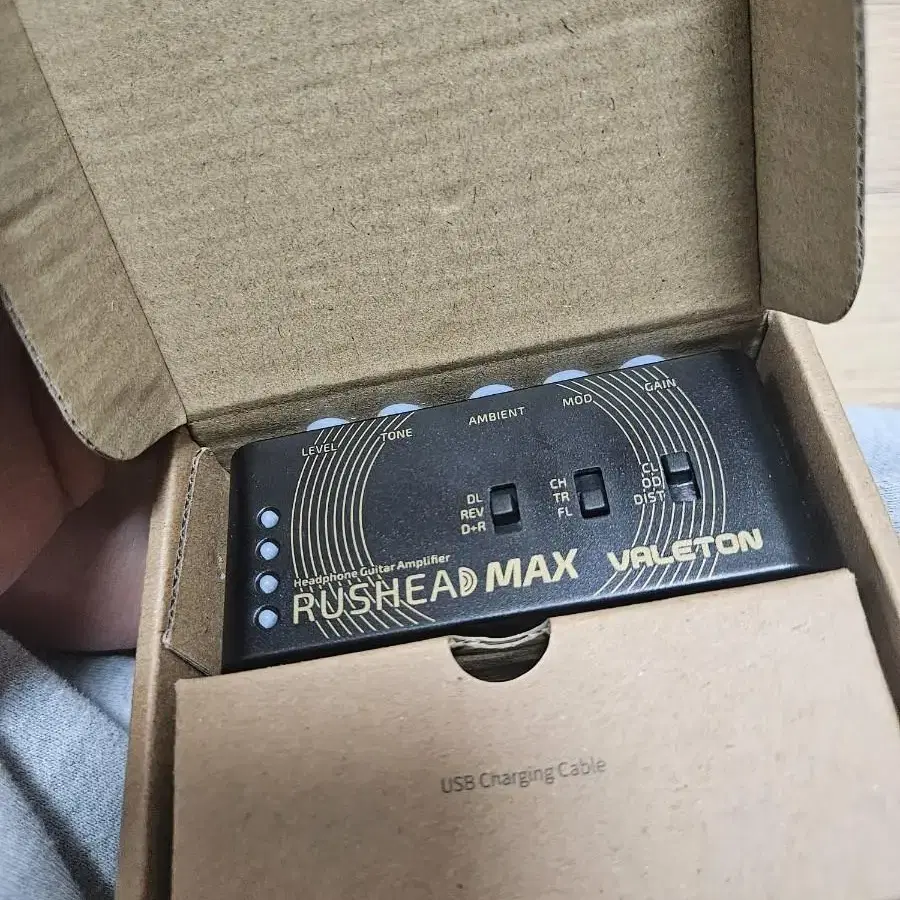 LEVEL
TONE
AMBIENT
MOD
GAIN
DL
REV
D+R
CH
TR
FL
CL
OD
DIST
Headphone Guitar Amplifier
RUSHEAD MAX
VALETON
USB Charging Cable